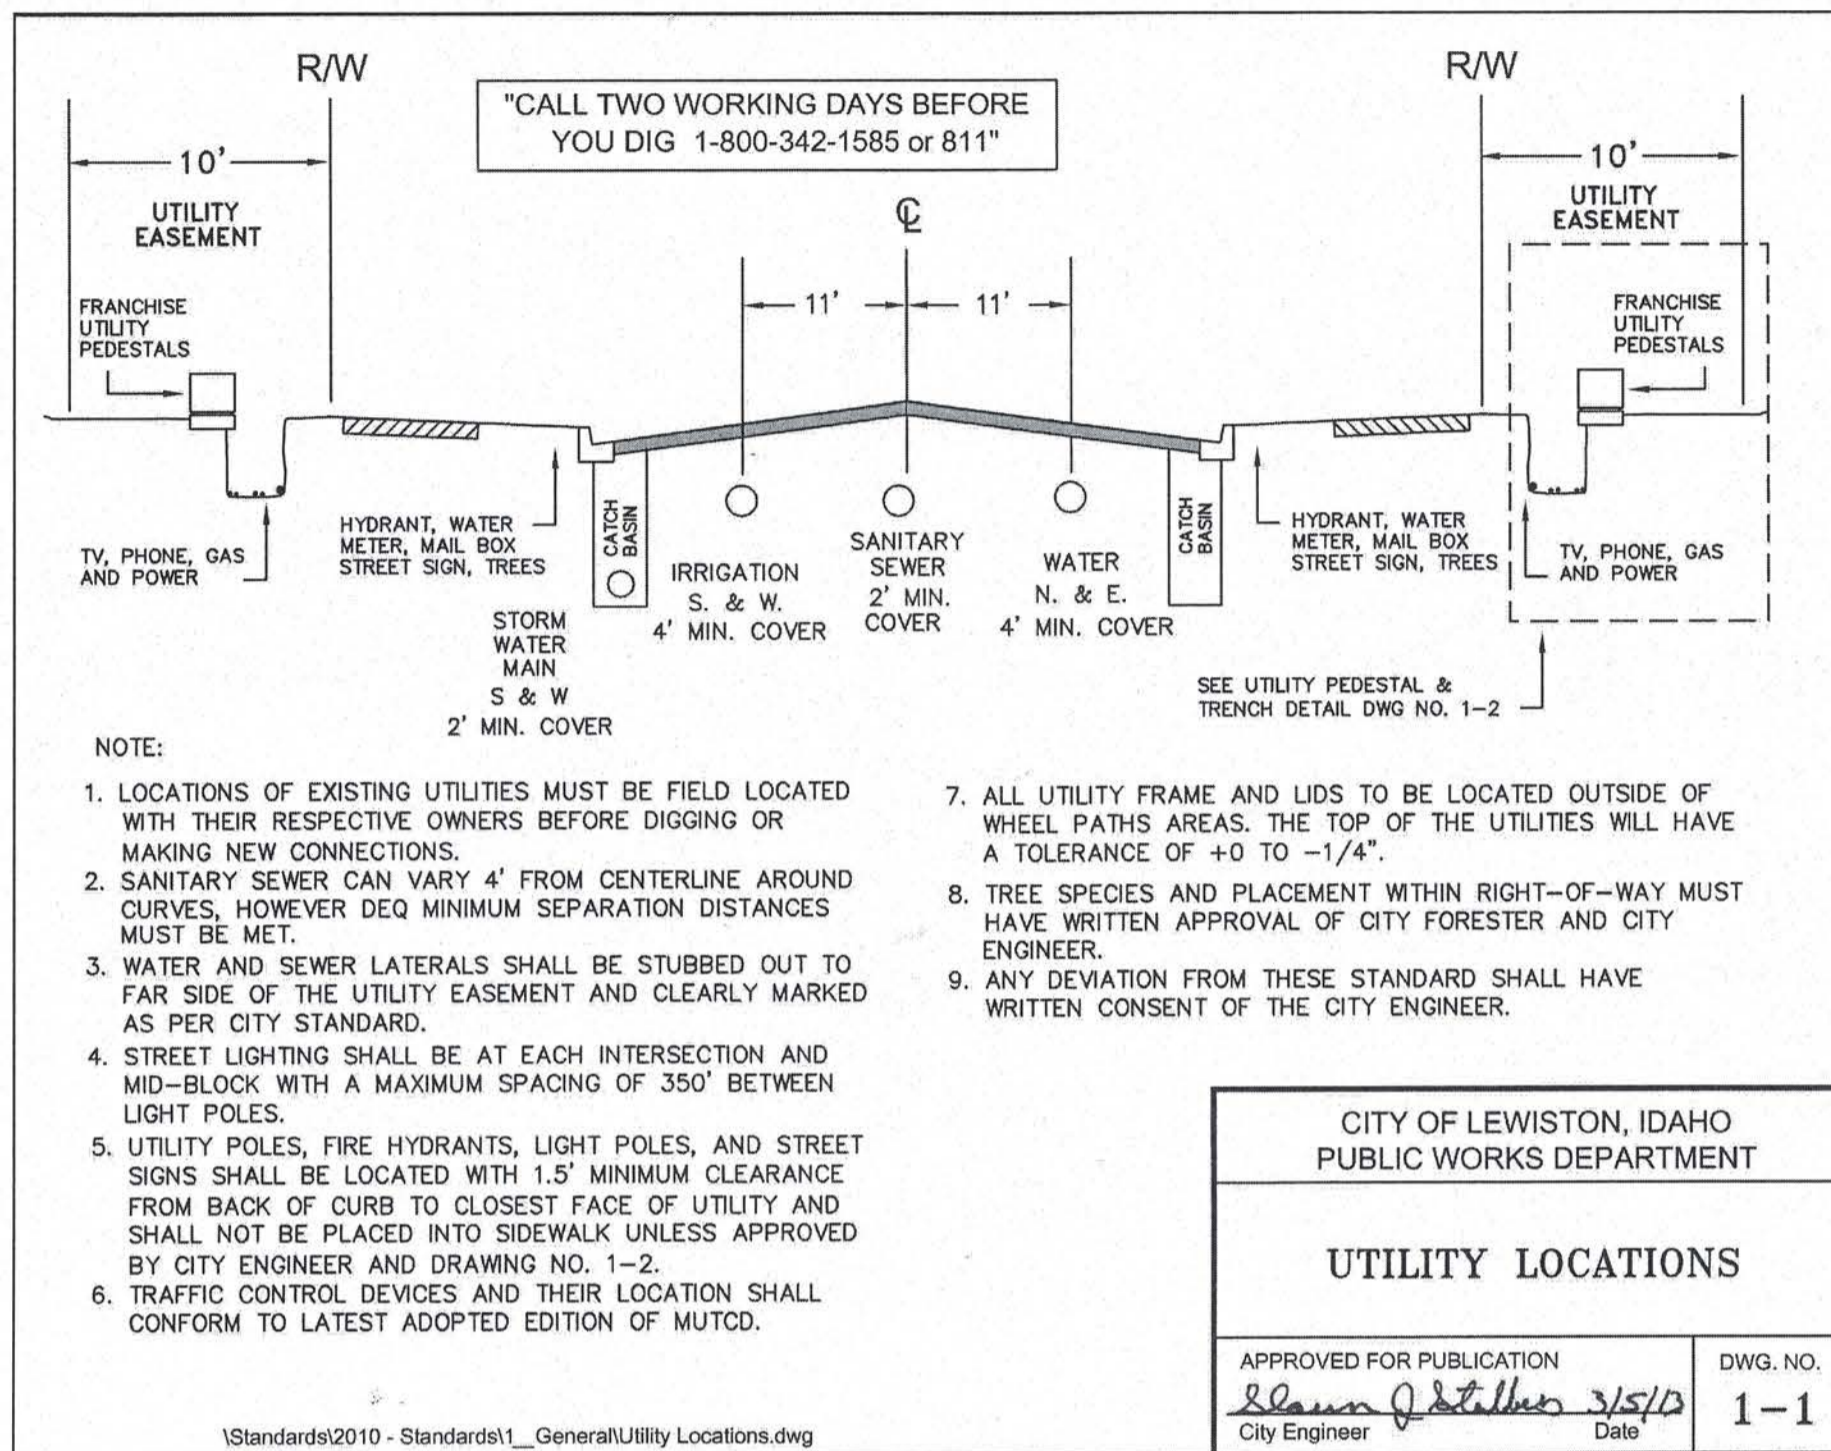 R/W
R/W
"CALL TWO WORKING DAYS BEFORE
YOU DIG 1-800-342-1585 or 811"
10'
10'
UTILITY
EASEMENT
UTILITY
EASEMENT
℄
11'
11'
FRANCHISE
UTILITY
PEDESTALS
FRANCHISE
UTILITY
PEDESTALS
TV, PHONE, GAS
AND POWER
HYDRANT, WATER
METER, MAIL BOX
STREET SIGN, TREES
CATCH
BASIN
STORM
WATER
MAIN
S & W
2' MIN. COVER
IRRIGATION
S. & W.
4' MIN. COVER
SANITARY
SEWER
2' MIN.
COVER
WATER
N. & E.
4' MIN. COVER
CATCH
BASIN
HYDRANT, WATER
METER, MAIL BOX
STREET SIGN, TREES
TV, PHONE, GAS
AND POWER
SEE UTILITY PEDESTAL &
TRENCH DETAIL DWG NO. 1-2
NOTE:
1. LOCATIONS OF EXISTING UTILITIES MUST BE FIELD LOCATED
WITH THEIR RESPECTIVE OWNERS BEFORE DIGGING OR
MAKING NEW CONNECTIONS.
2. SANITARY SEWER CAN VARY 4' FROM CENTERLINE AROUND
CURVES, HOWEVER DEQ MINIMUM SEPARATION DISTANCES
MUST BE MET.
3. WATER AND SEWER LATERALS SHALL BE STUBBED OUT TO
FAR SIDE OF THE UTILITY EASEMENT AND CLEARLY MARKED
AS PER CITY STANDARD.
4. STREET LIGHTING SHALL BE AT EACH INTERSECTION AND
MID-BLOCK WITH A MAXIMUM SPACING OF 350' BETWEEN
LIGHT POLES.
5. UTILITY POLES, FIRE HYDRANTS, LIGHT POLES, AND STREET
SIGNS SHALL BE LOCATED WITH 1.5' MINIMUM CLEARANCE
FROM BACK OF CURB TO CLOSEST FACE OF UTILITY AND
SHALL NOT BE PLACED INTO SIDEWALK UNLESS APPROVED
BY CITY ENGINEER AND DRAWING NO. 1-2.
6. TRAFFIC CONTROL DEVICES AND THEIR LOCATION SHALL
CONFORM TO LATEST ADOPTED EDITION OF MUTCD.
7. ALL UTILITY FRAME AND LIDS TO BE LOCATED OUTSIDE OF
WHEEL PATHS AREAS. THE TOP OF THE UTILITIES WILL HAVE
A TOLERANCE OF +0 TO -1/4".
8. TREE SPECIES AND PLACEMENT WITHIN RIGHT-OF-WAY MUST
HAVE WRITTEN APPROVAL OF CITY FORESTER AND CITY
ENGINEER.
9. ANY DEVIATION FROM THESE STANDARD SHALL HAVE
WRITTEN CONSENT OF THE CITY ENGINEER.
CITY OF LEWISTON, IDAHO
PUBLIC WORKS DEPARTMENT
UTILITY LOCATIONS
APPROVED FOR PUBLICATION
3/5/13
City Engineer Date
DWG. NO.
1-1
\Standards\2010 - Standards\1__General\Utility Locations.dwg